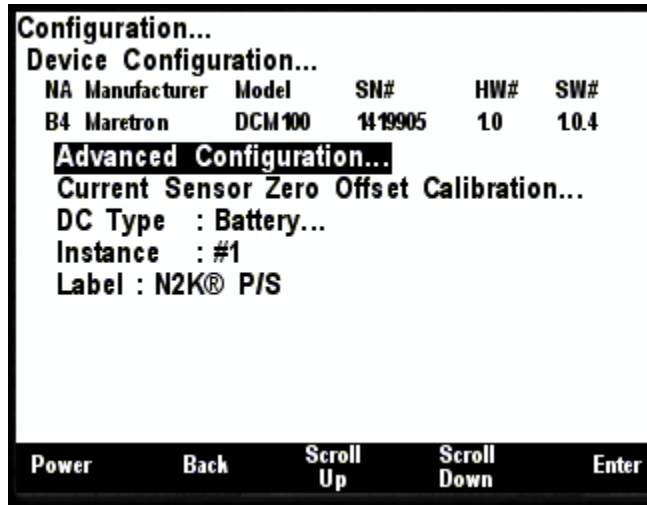 Configuration...
Device Configuration...
NA Manufacturer Model SN# HW# SW#
B4 Maretron DCM100 1419905 1.0 1.0.4
Advanced Configuration...
Current Sensor Zero Offset Calibration...
DC Type : Battery...
Instance : #1
Label : N2K® P/S
Power Back Scroll Up Scroll Down Enter